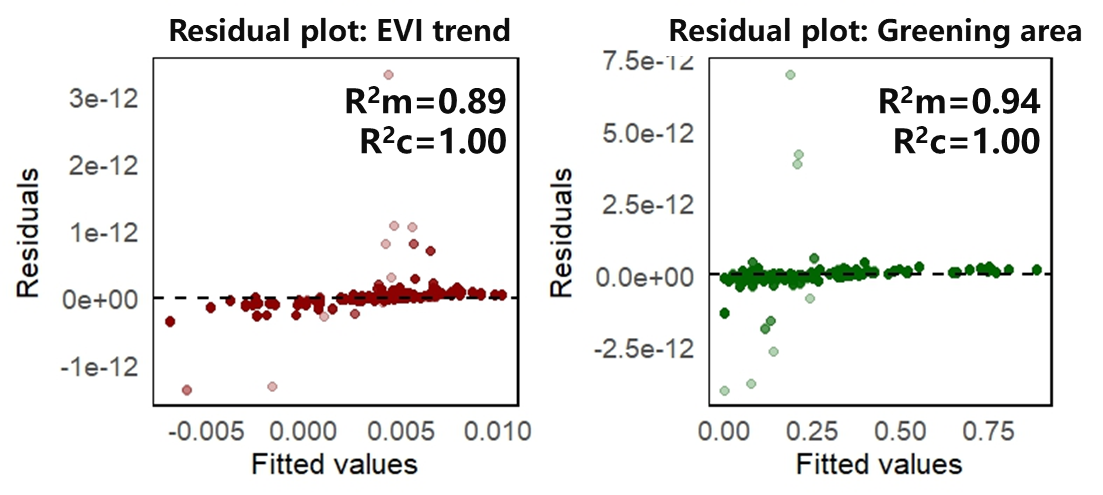 Residual plot: EVI trend
R²m=0.89
R²c=1.00
3e-12
2e-12
1e-12
0e+00
-1e-12
Residuals
-0.005 0.000 0.005 0.010
Fitted values
Residual plot: Greening area
R²m=0.94
R²c=1.00
7.5e-12
5.0e-12
2.5e-12
0.0e+00
-2.5e-12
Residuals
0.00 0.25 0.50 0.75
Fitted values